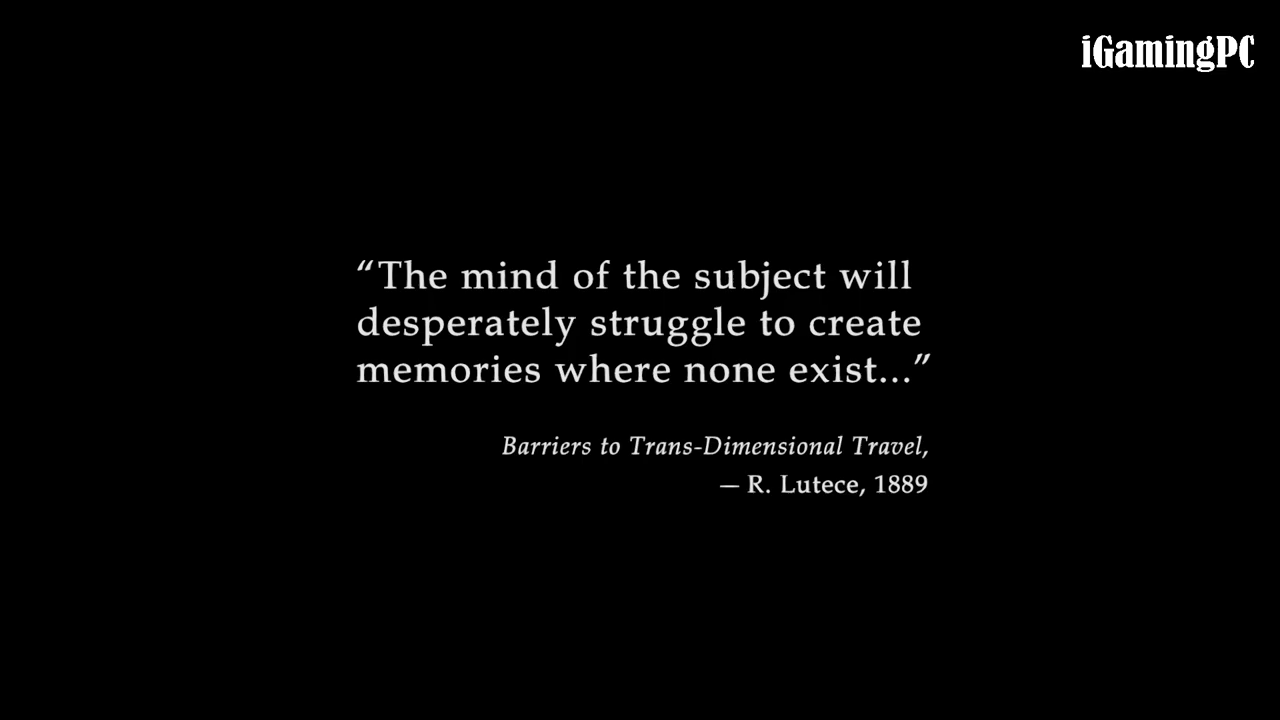 iGamingPC
“The mind of the subject will
desperately struggle to create
memories where none exist...”
Barriers to Trans-Dimensional Travel,
— R. Lutece, 1889